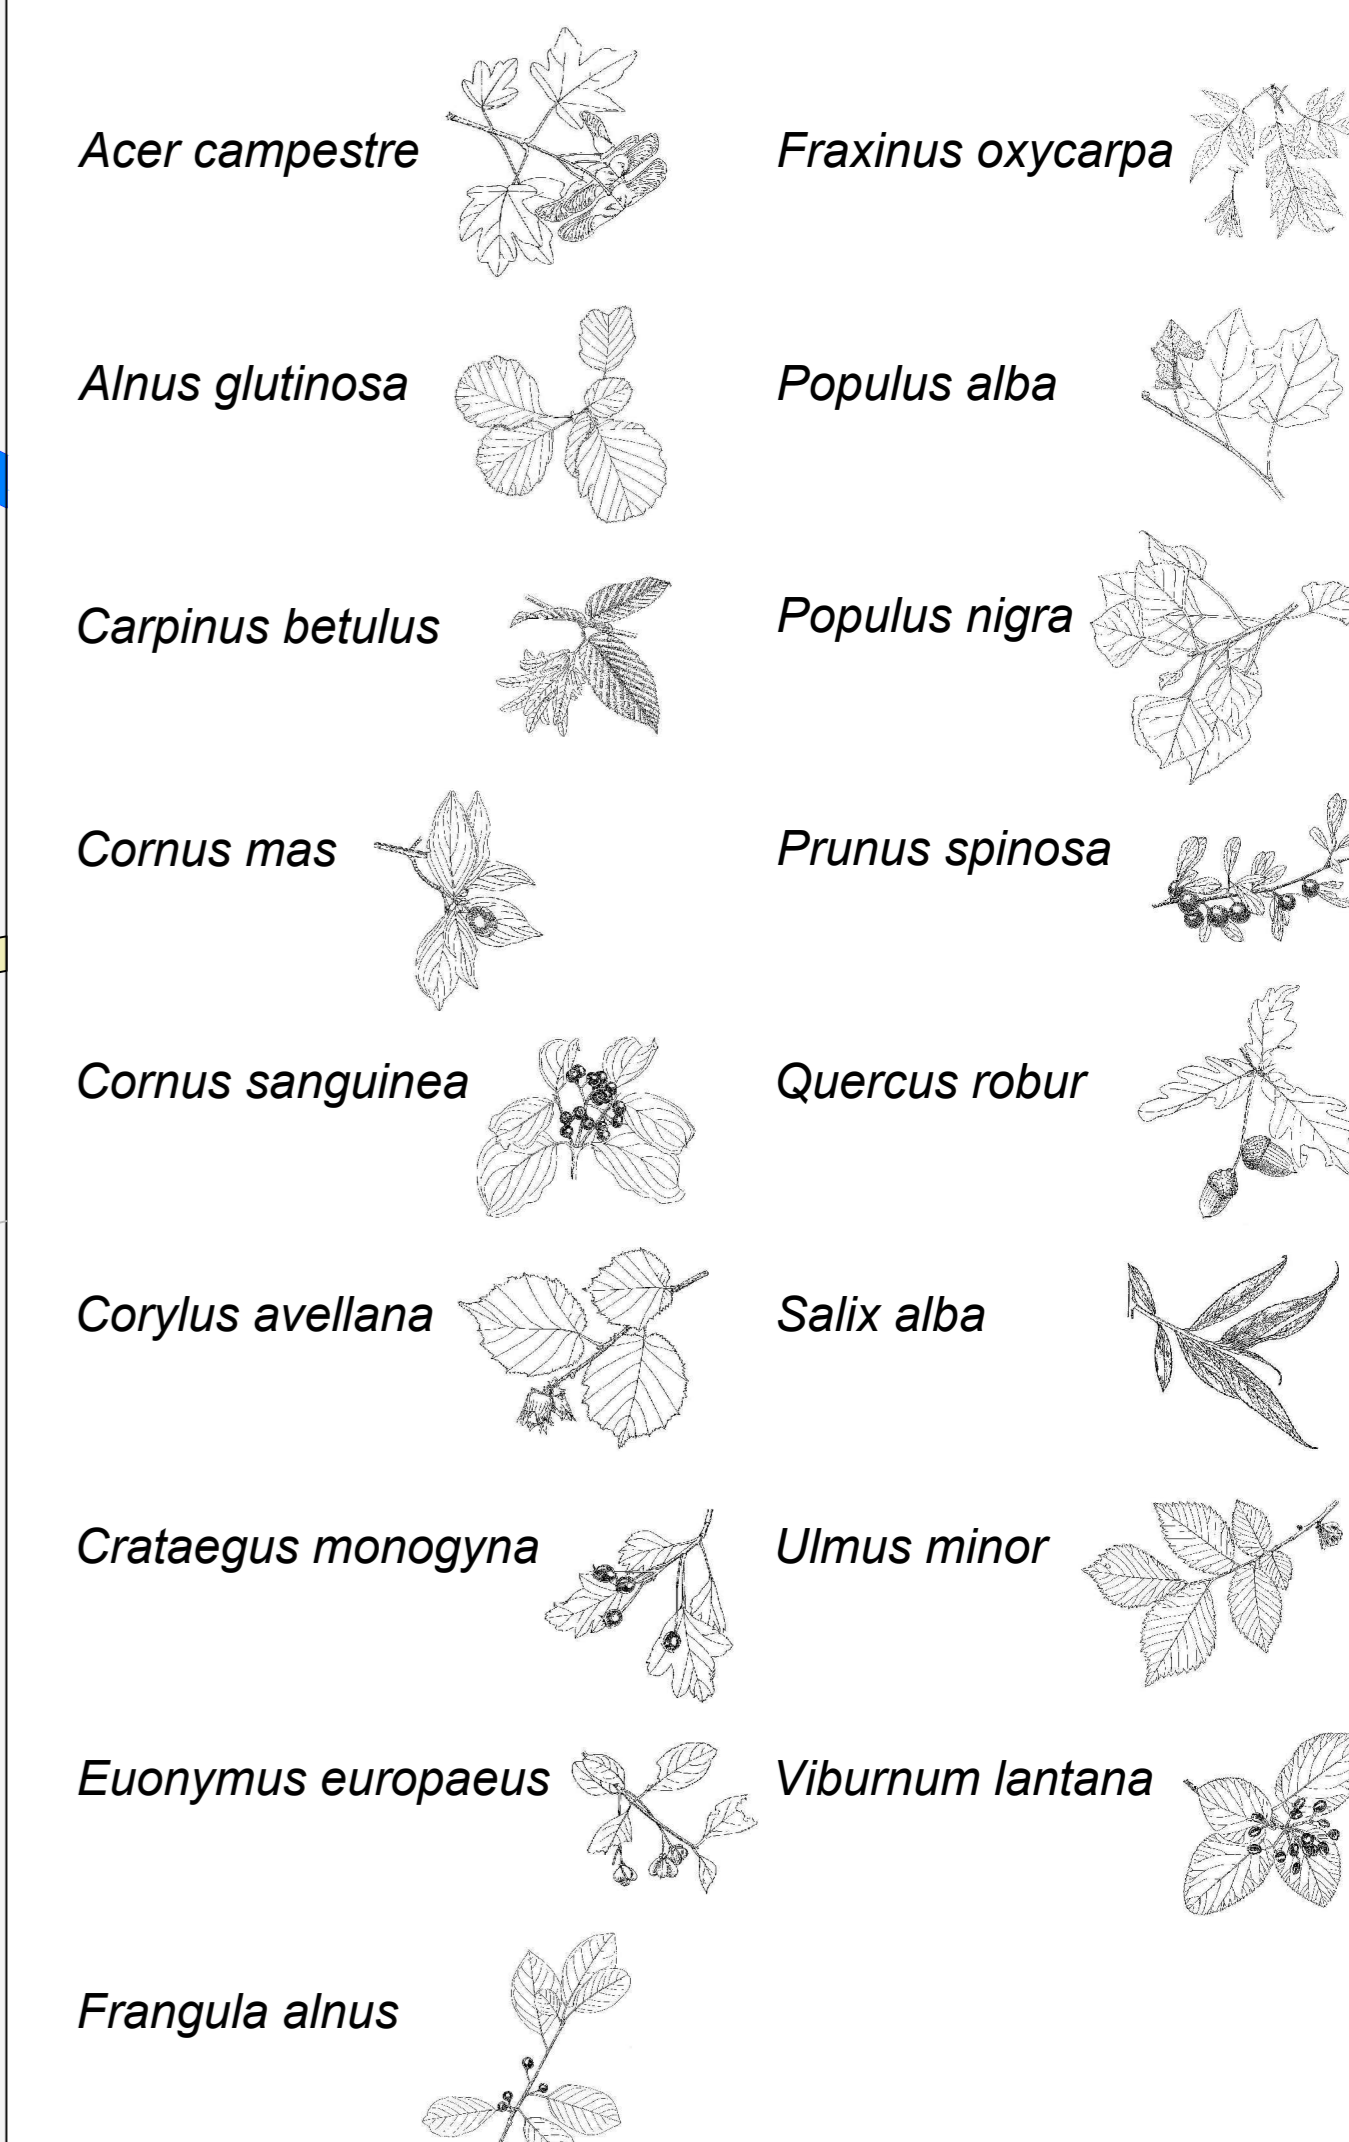 Acer campestre
Alnus glutinosa
Carpinus betulus
Cornus mas
Cornus sanguinea
Corylus avellana
Crataegus monogyna
Euonymus europaeus
Frangula alnus
Fraxinus oxycarpa
Populus alba
Populus nigra
Prunus spinosa
Quercus robur
Salix alba
Ulmus minor
Viburnum lantana